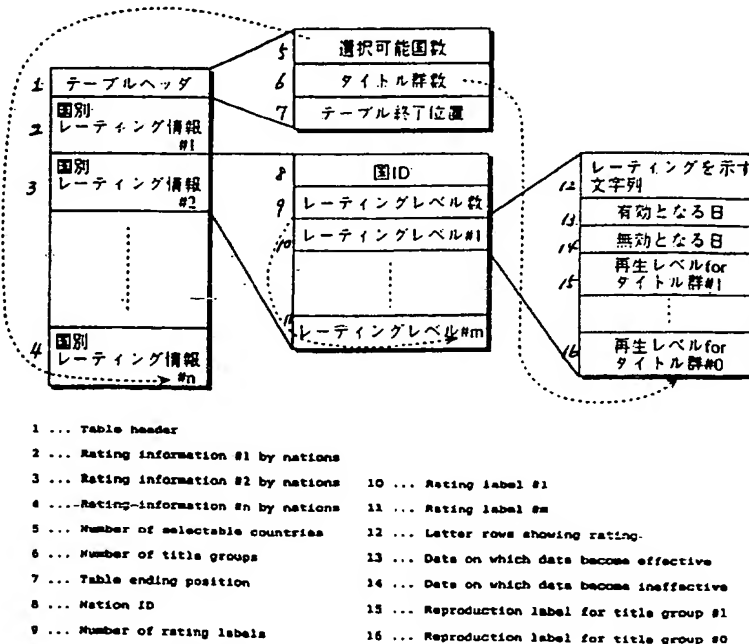 1 テーブルヘッダ
2 国別
レーティング情報
#1
3 国別
レーティング情報
#2
4 国別
レーティング情報
#n
5 選択可能国数
6 タイトル群数
7 テーブル終了位置
8 国ID
9 レーティングレベル数
10 レーティングレベル#1
11 レーティングレベル#m
12 レーティングを示す
文字列
13 有効となる日
14 無効となる日
15 再生レベルfor
タイトル群#1
16 再生レベルfor
タイトル群#0
1 ... Table header
2 ... Rating information #1 by nations
3 ... Rating information #2 by nations
4 ....Rating-information #n by nations
5 ... Number of selectable countries
6 ... Number of title groups
7 ... Table ending position
8 ... Nation ID
9 ... Number of rating labels
10 ... Rating label #1
11 ... Rating label #m
12 ... Latter rows showing rating.
13 ... Date on which data become effective
14 ... Date on which data become ineffective
15 ... Reproduction label for title group #1
16 ... Reproduction label for title group #0